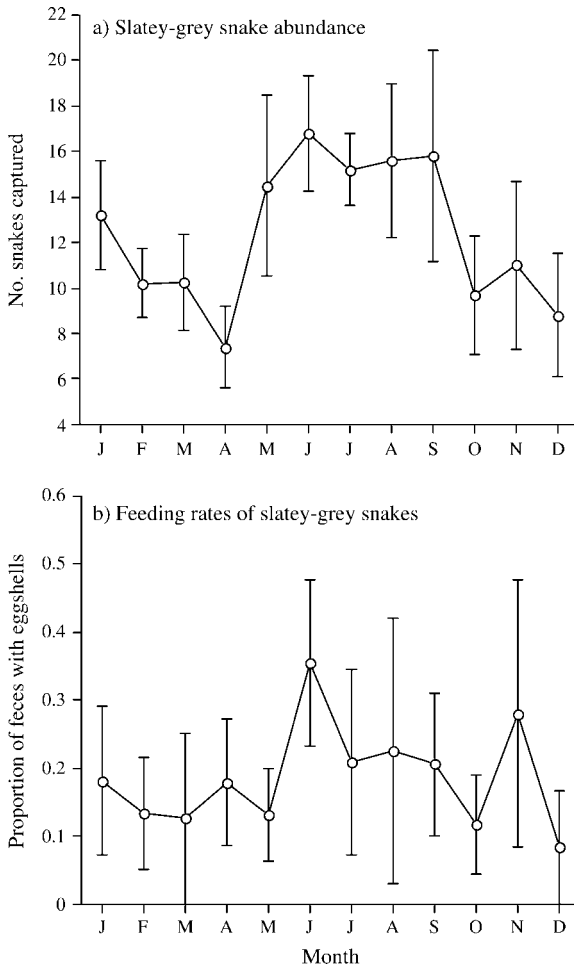 22
a) Slatey-grey snake abundance
20
18
16
14
12
10
8
6
4
No. snakes captured
J F M A M J J A S O N D
0.6
b) Feeding rates of slatey-grey snakes
0.5
0.4
0.3
0.2
0.1
0
Proportion of feces with eggshells
J F M A M J J A S O N D
Month